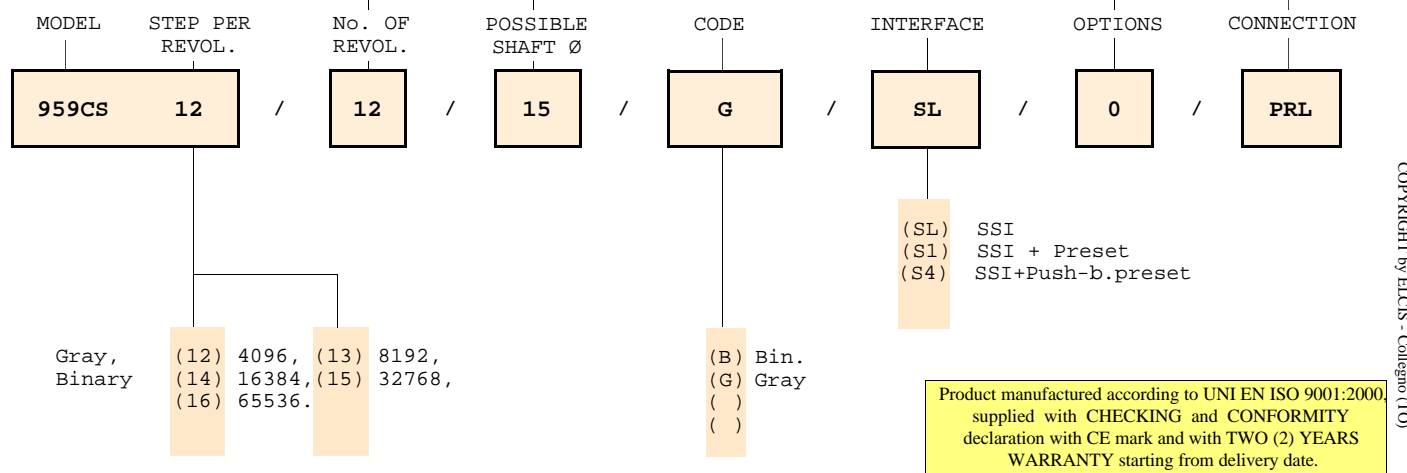 MODEL STEP PER REVOL. No. OF REVOL. POSSIBLE SHAFT Ø CODE INTERFACE OPTIONS CONNECTION
959CS 12 / 12 / 15 / G / SL / 0 / PRL
(SL) SSI
(S1) SSI + Preset
(S4) SSI+Push-b.preset
Gray, (12) 4096, (13) 8192,
Binary (14) 16384, (15) 32768,
(16) 65536.
(B) Bin.
(G) Gray
( )
( )
Product manufactured according to UNI EN ISO 9001:2000,
supplied with CHECKING and CONFORMITY
declaration with CE mark and with TWO (2) YEARS
WARRANTY starting from delivery date.
COPYRIGHT by ELCIS - Collegno (TO)